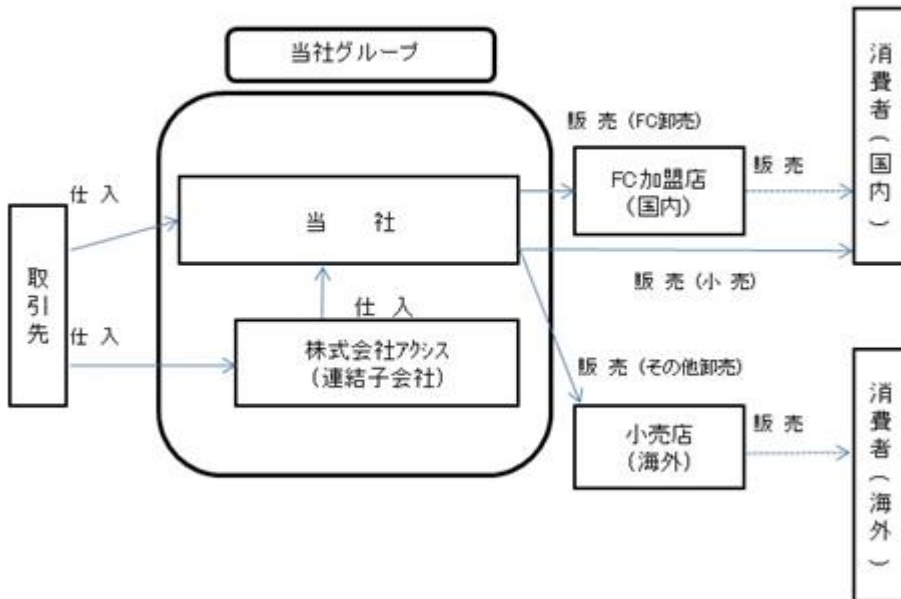 当社グループ
消費者(国内)
販 売 (FC卸売)
仕 入
FC加盟店
(国内)
販 売
当 社
取引先
販 売 (小 売)
仕 入
仕 入
株式会社アクシス
(連結子会社)
販 売 (その他卸売)
消費者(海外)
小売店
(海外)
販 売